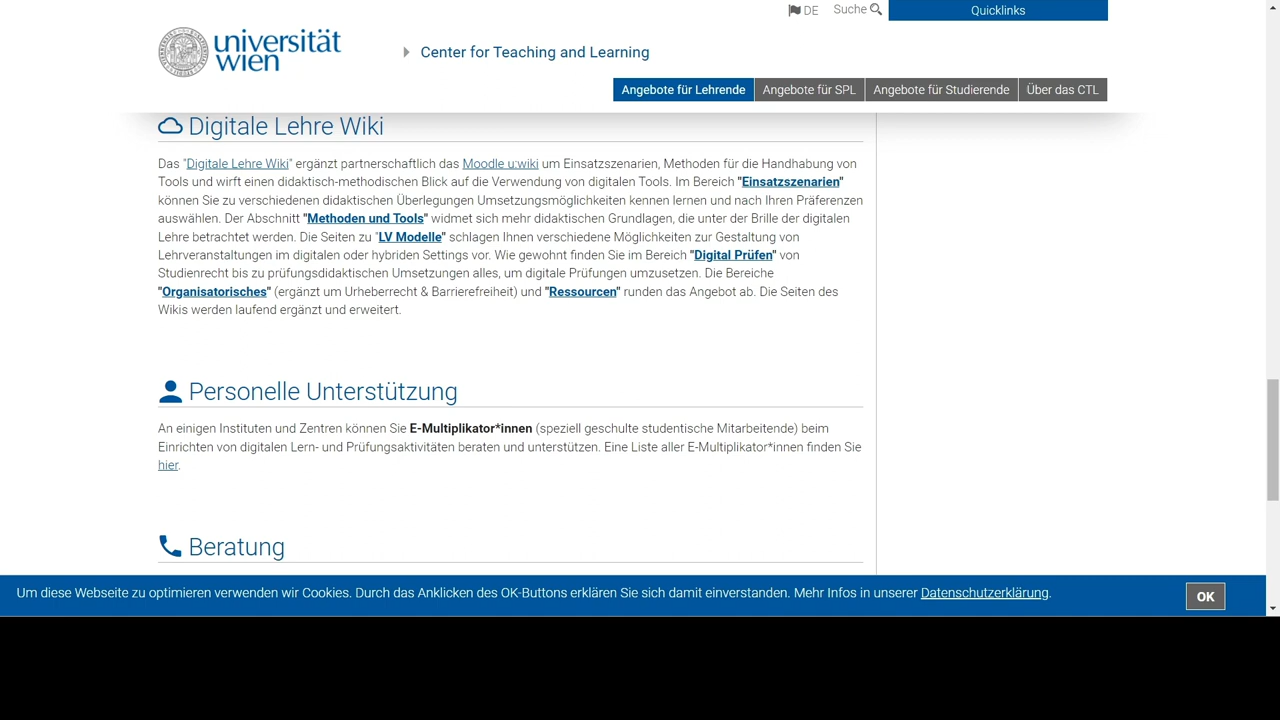 DE
Suche
Quicklinks
universität
wien
Center for Teaching and Learning
Angebote für Lehrende
Angebote für SPL
Angebote für Studierende
Über das CTL
Digitale Lehre Wiki
Das "Digitale Lehre Wiki" ergänzt partnerschaftlich das Moodle u:wiki um Einsatzszenarien, Methoden für die Handhabung von
Tools und wirft einen didaktisch-methodischen Blick auf die Verwendung von digitalen Tools. Im Bereich "Einsatzszenarien"
können Sie zu verschiedenen didaktischen Überlegungen Umsetzungsmöglichkeiten kennen lernen und nach Ihren Präferenzen
auswählen. Der Abschnitt "Methoden und Tools" widmet sich mehr didaktischen Grundlagen, die unter der Brille der digitalen
Lehre betrachtet werden. Die Seiten zu "LV Modelle" schlagen Ihnen verschiedene Möglichkeiten zur Gestaltung von
Lehrveranstaltungen im digitalen oder hybriden Settings vor. Wie gewohnt finden Sie im Bereich "Digital Prüfen" von
Studienrecht bis zu prüfungsdidaktischen Umsetzungen alles, um digitale Prüfungen umzusetzen. Die Bereiche
"Organisatorisches" (ergänzt um Urheberrecht & Barrierefreiheit) und "Ressourcen" runden das Angebot ab. Die Seiten des
Wikis werden laufend ergänzt und erweitert.
Personelle Unterstützung
An einigen Instituten und Zentren können Sie E-Multiplikator*innen (speziell geschulte studentische Mitarbeitende) beim
Einrichten von digitalen Lern- und Prüfungsaktivitäten beraten und unterstützen. Eine Liste aller E-Multiplikator*innen finden Sie
hier.
Beratung
Um diese Webseite zu optimieren verwenden wir Cookies. Durch das Anklicken des OK-Buttons erklären Sie sich damit einverstanden. Mehr Infos in unserer Datenschutzerklärung.
OK